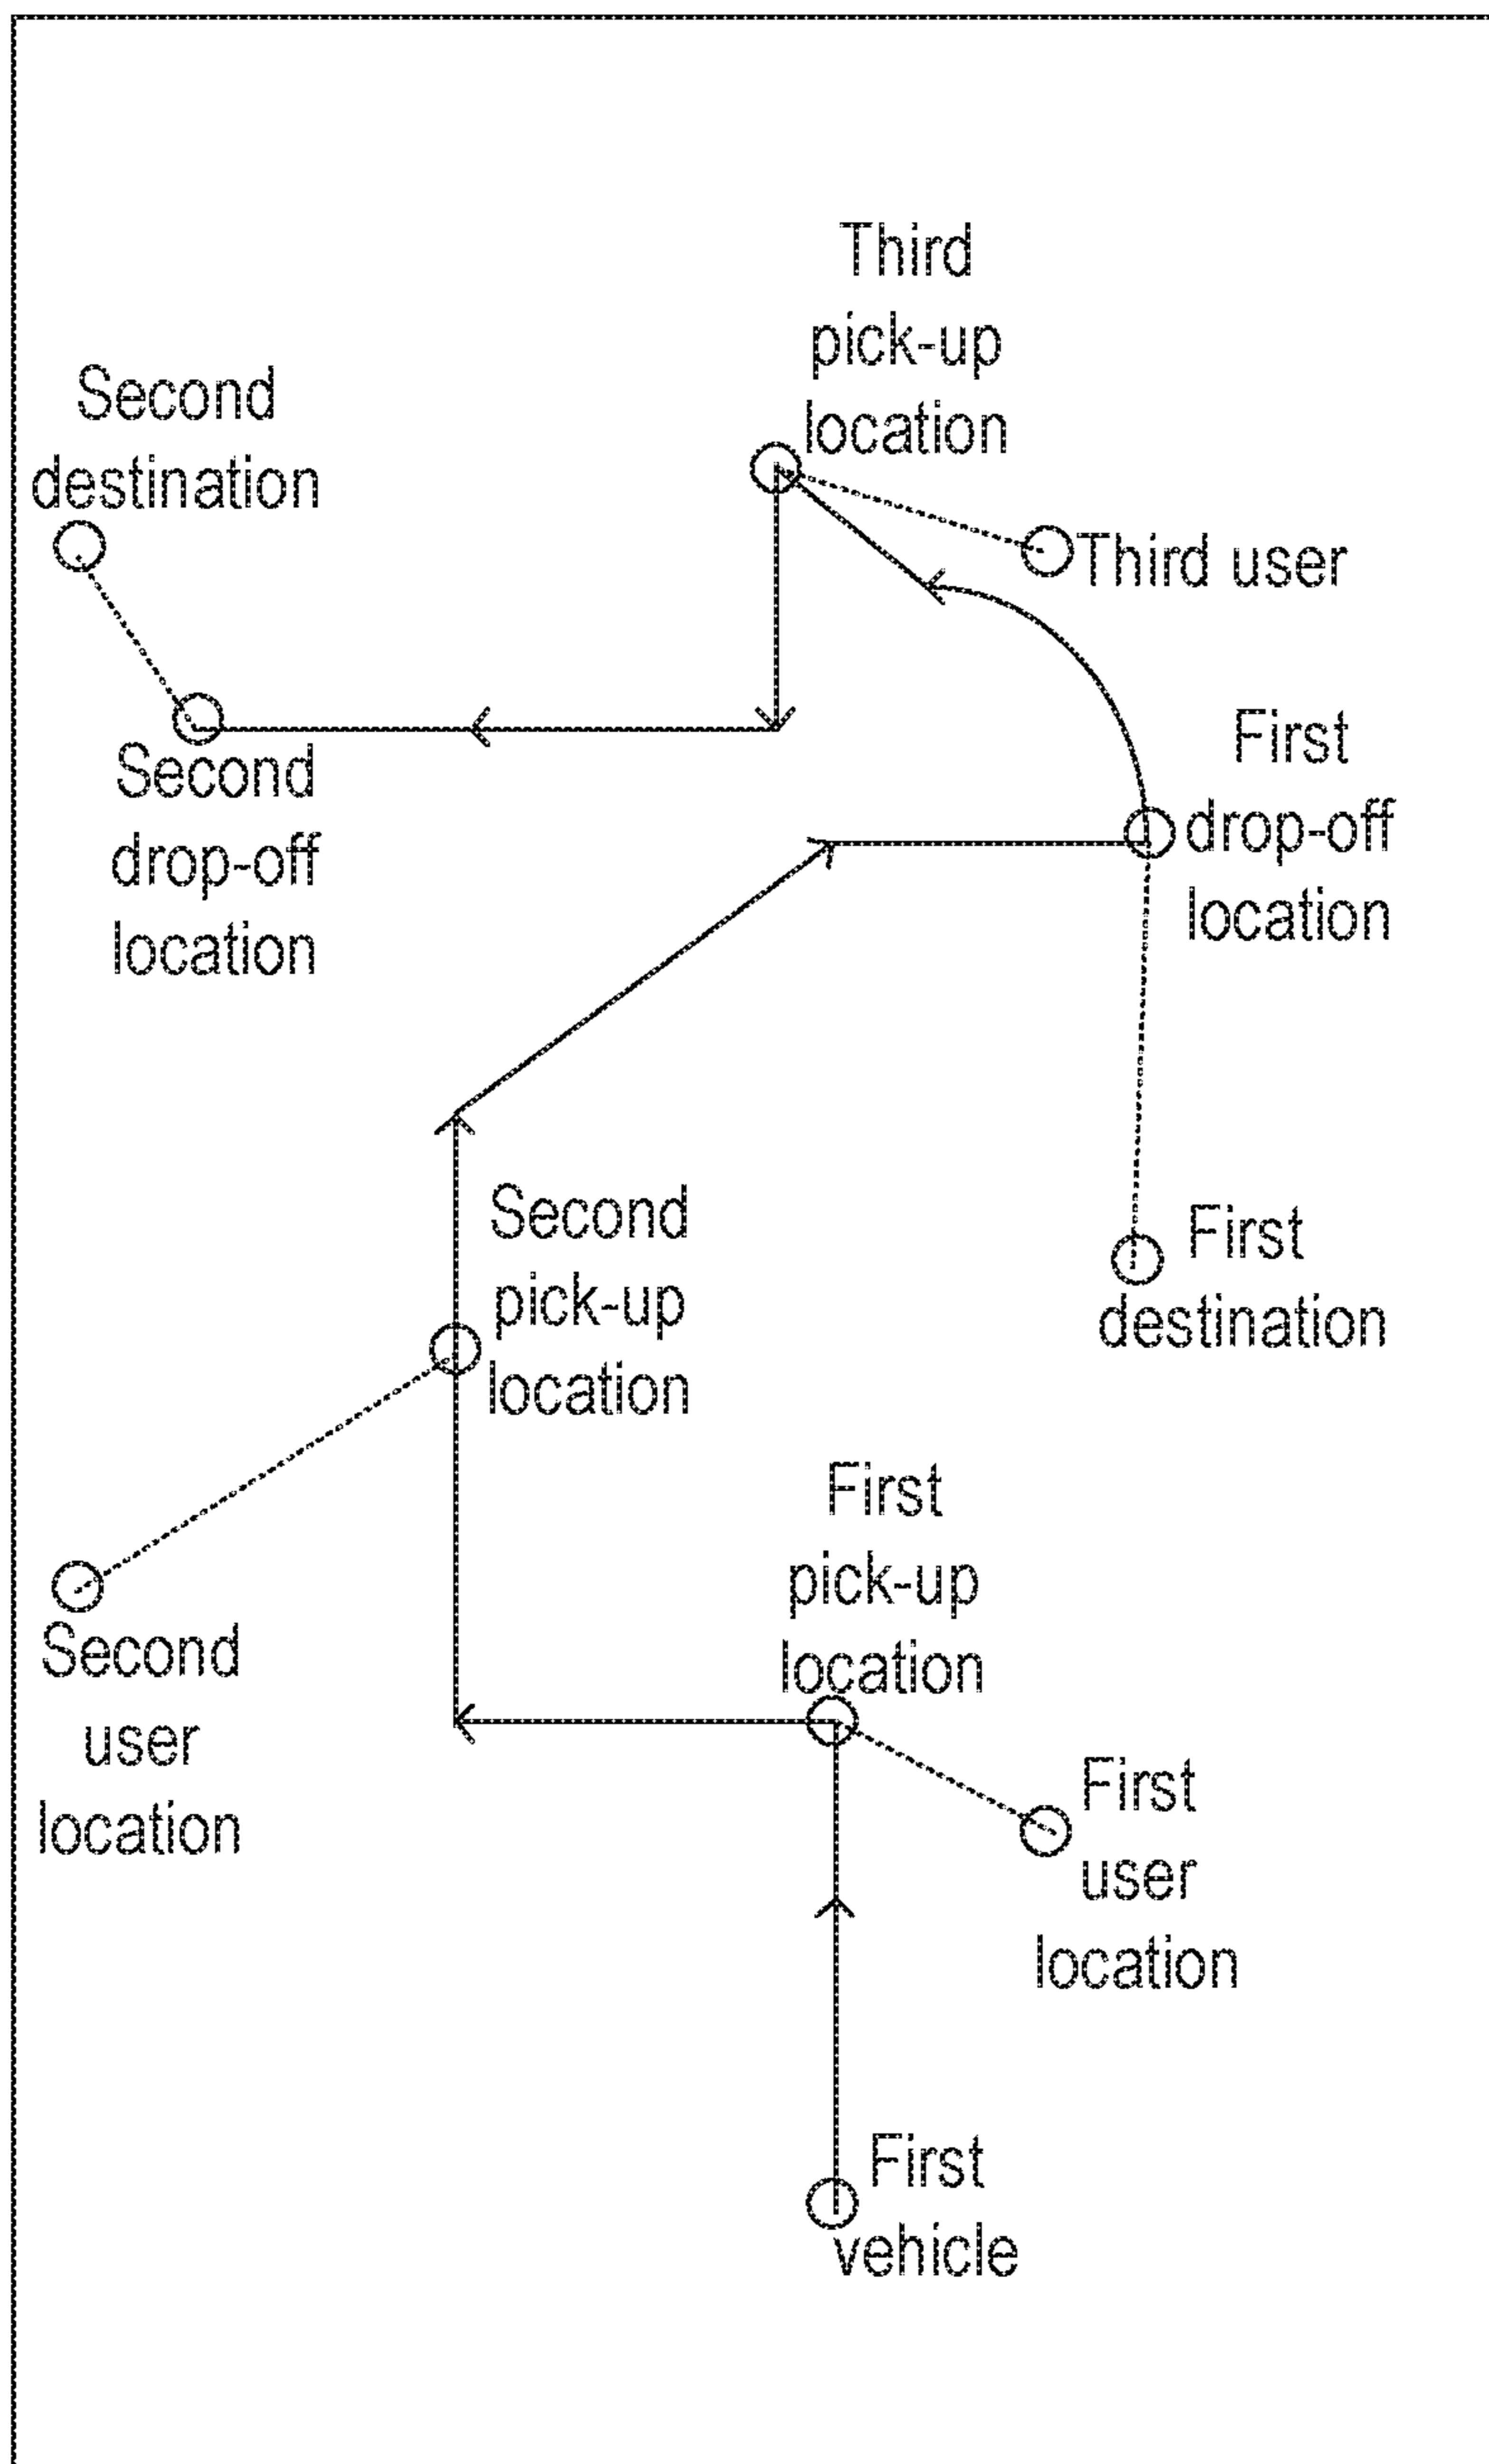 Third
pick-up
location
Second
destination
Third user
First
drop-off
location
Second
drop-off
location
Second
pick-up
location
First
destination
First
pick-up
location
Second
user
location
First
user
location
First
vehicle